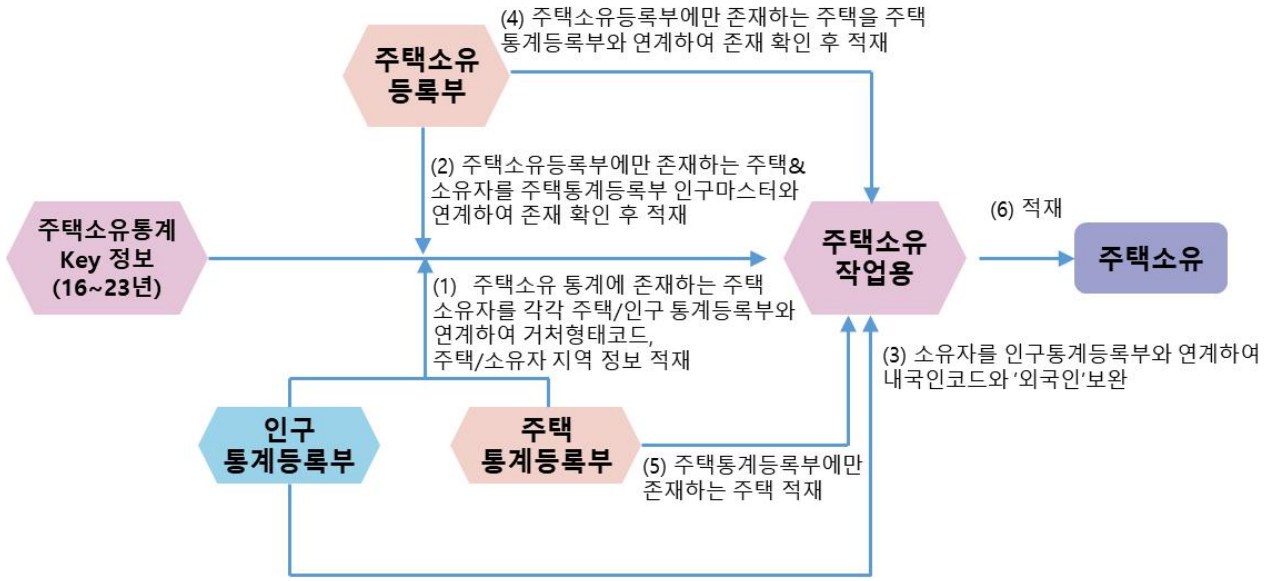 (4) 주택소유등록부에만 존재하는 주택을 주택
통계등록부와 연계하여 존재 확인 후 적재
주택소유
등록부
(2) 주택소유등록부에만 존재하는 주택&
소유자를 주택통계등록부 인구마스터와
연계하여 존재 확인 후 적재
주택소유통계
Key 정보
(16~23년)
주택소유
작업용
(6) 적재
주택소유
(1) 주택소유 통계에 존재하는 주택
소유자를 각각 주택/인구 통계등록부와
연계하여 거처형태코드,
주택/소유자 지역 정보 적재
(3) 소유자를 인구통계등록부와 연계하여
내국인코드와 '외국인'보완
인구
통계등록부
주택
통계등록부
(5) 주택통계등록부에만
존재하는 주택 적재